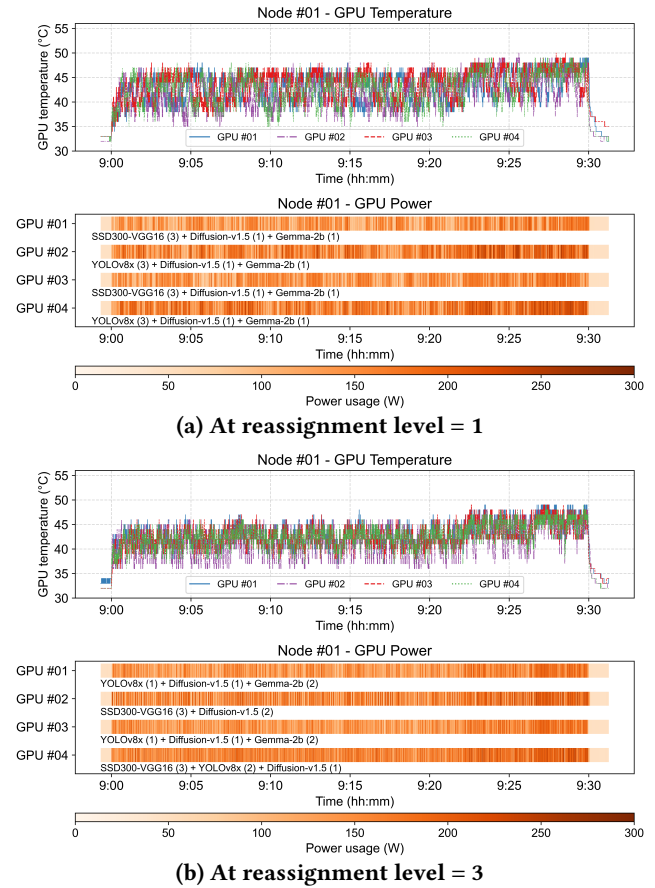 Node #01 - GPU Temperature
GPU temperature (°C)
55
50
45
40
35
30
GPU #01 GPU #02 GPU #03 GPU #04
9:00 9:05 9:10 9:15 9:20 9:25 9:30
Time (hh:mm)
Node #01 - GPU Power
GPU #01
SSD300-VGG16 (3) + Diffusion-v1.5 (1) + Gemma-2b (1)
GPU #02
YOLOv8x (3) + Diffusion-v1.5 (1) + Gemma-2b (1)
GPU #03
SSD300-VGG16 (3) + Diffusion-v1.5 (1) + Gemma-2b (1)
GPU #04
YOLOv8x (3) + Diffusion-v1.5 (1) + Gemma-2b (1)
9:00 9:05 9:10 9:15 9:20 9:25 9:30
Time (hh:mm)
0 50 100 150 200 250 300
Power usage (W)
(a) At reassignment level = 1
Node #01 - GPU Temperature
GPU temperature (°C)
55
50
45
40
35
30
GPU #01 GPU #02 GPU #03 GPU #04
9:00 9:05 9:10 9:15 9:20 9:25 9:30
Time (hh:mm)
Node #01 - GPU Power
GPU #01
YOLOv8x (1) + Diffusion-v1.5 (1) + Gemma-2b (2)
GPU #02
SSD300-VGG16 (3) + Diffusion-v1.5 (2)
GPU #03
YOLOv8x (1) + Diffusion-v1.5 (1) + Gemma-2b (2)
GPU #04
SSD300-VGG16 (3) + YOLOv8x (2) + Diffusion-v1.5 (1)
9:00 9:05 9:10 9:15 9:20 9:25 9:30
Time (hh:mm)
0 50 100 150 200 250 300
Power usage (W)
(b) At reassignment level = 3